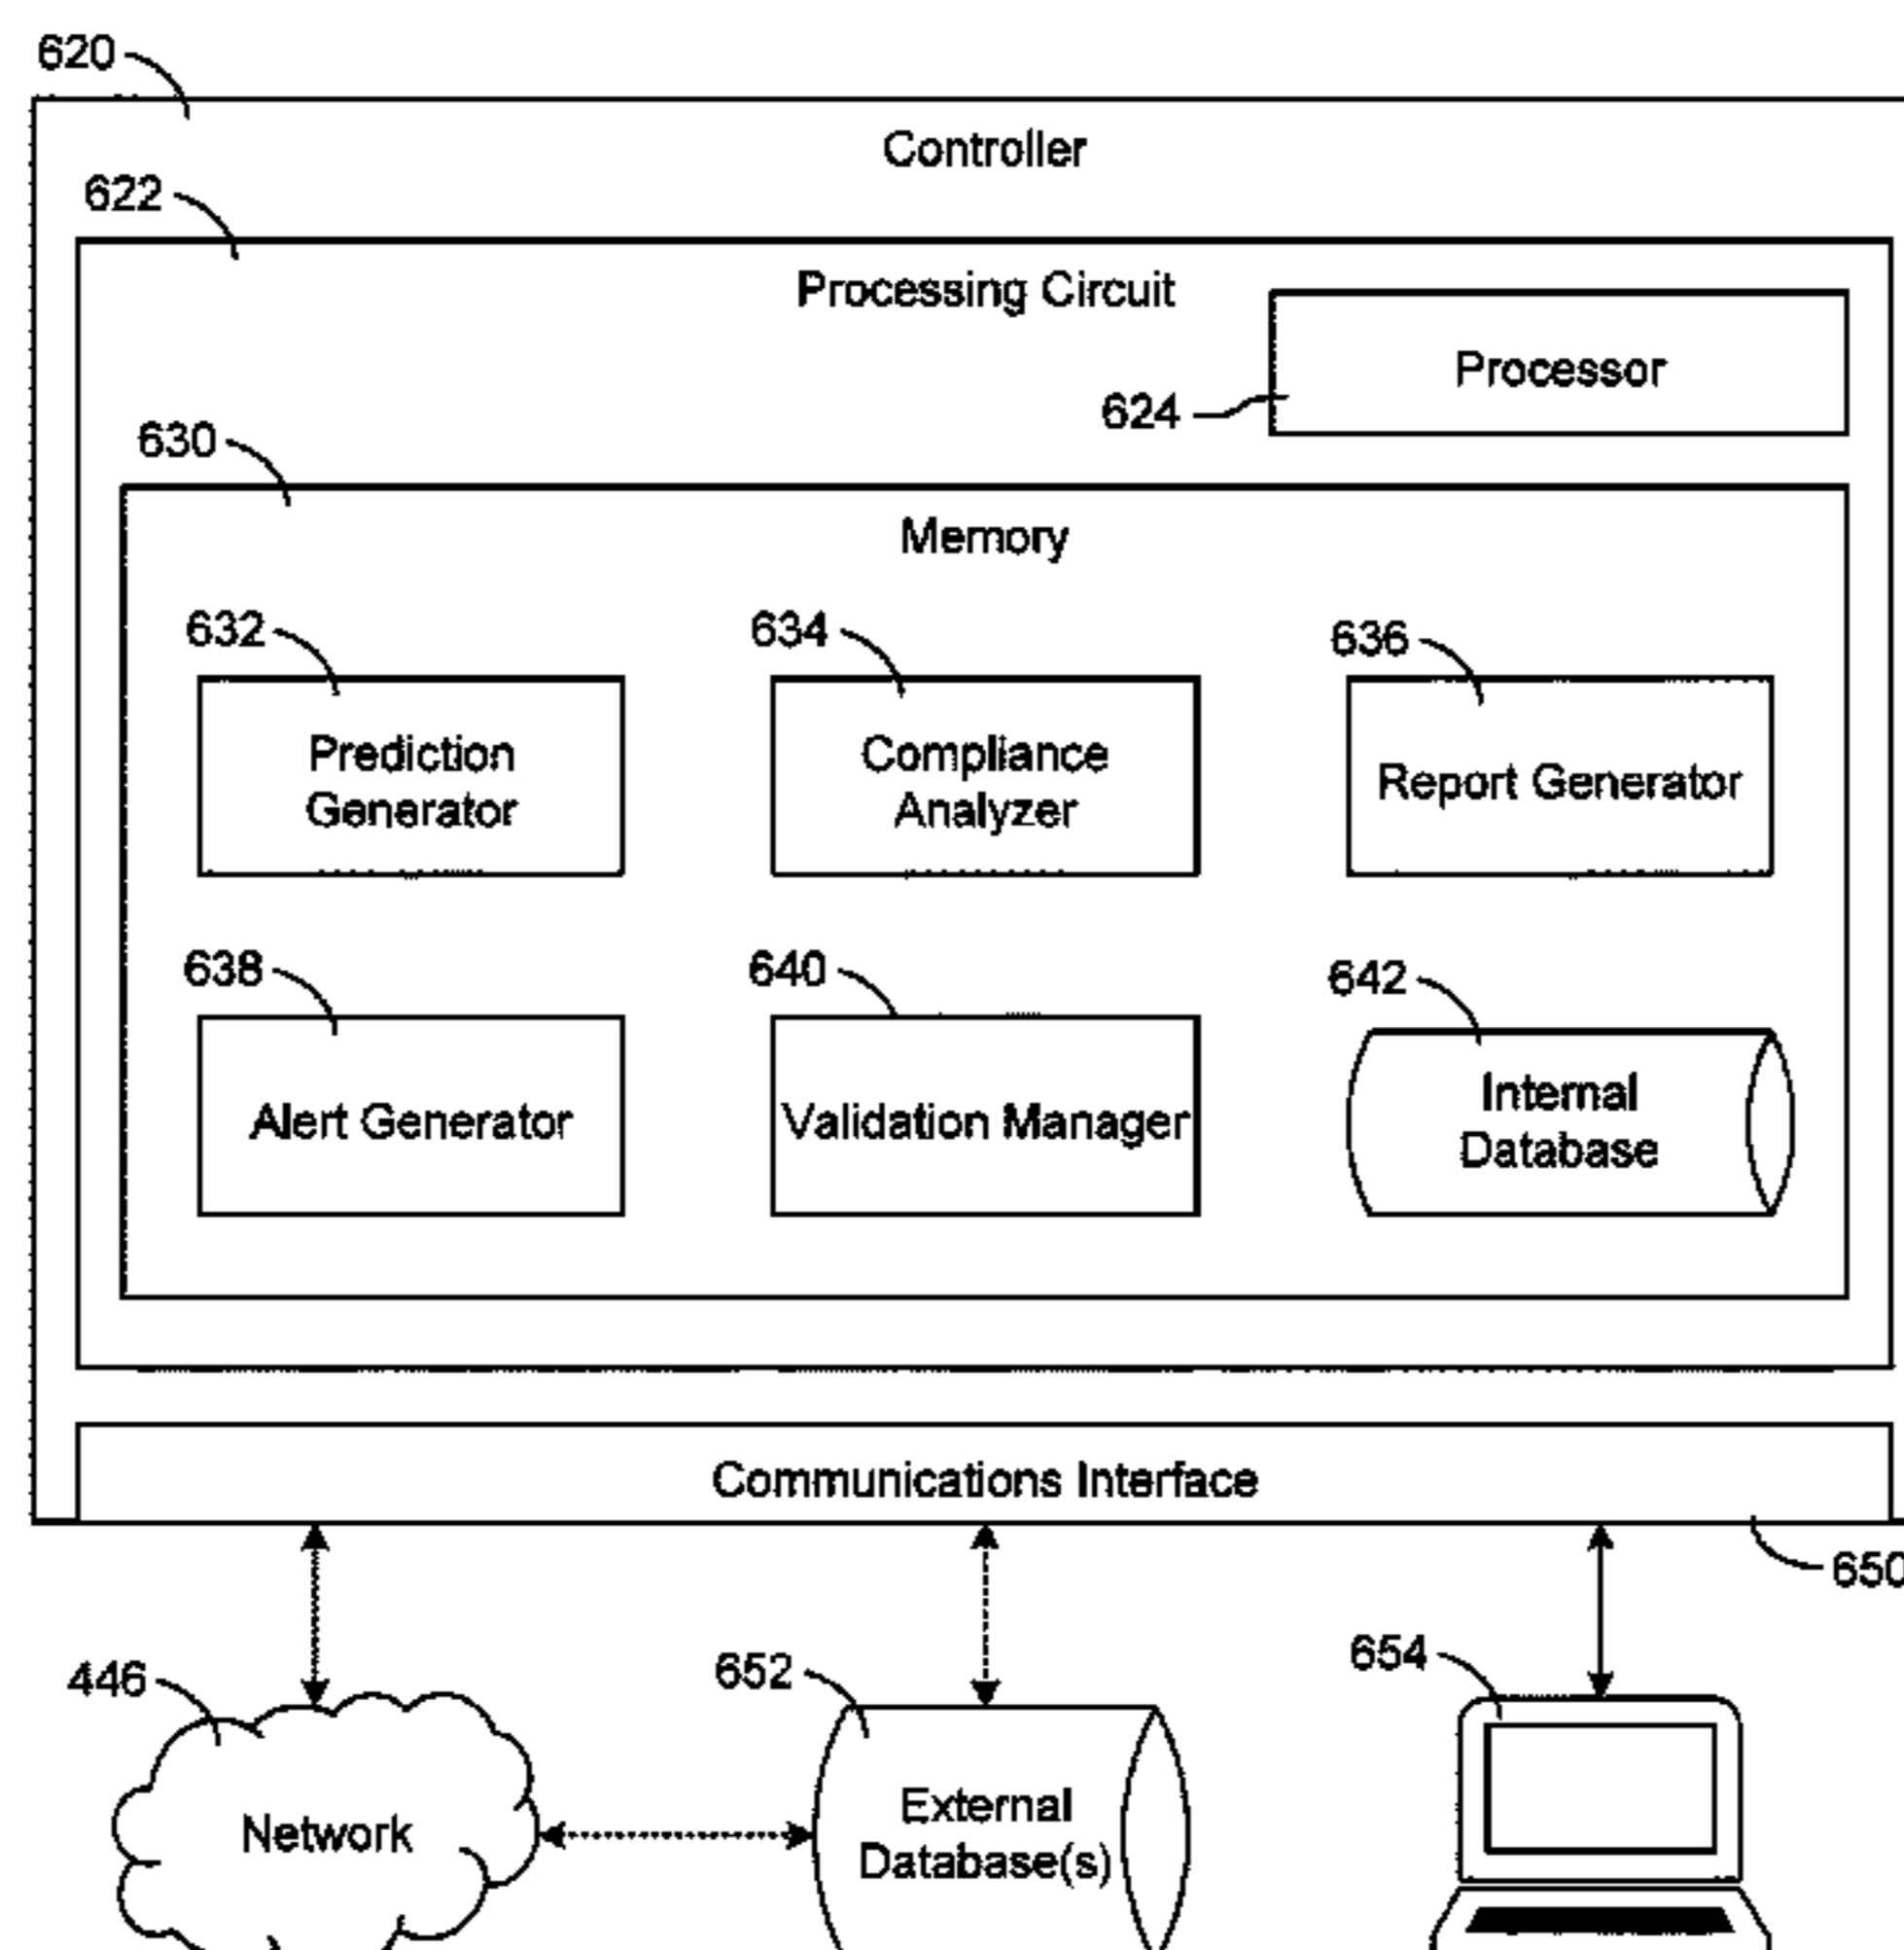 620
Controller
622
Processing Circuit
Processor
624
630
Memory
632
634
636
Prediction
Generator
Compliance
Analyzer
Report Generator
638
640
642
Alert Generator
Validation Manager
Internal
Database
Communications Interface
650
446
652
654
Network
External
Database(s)